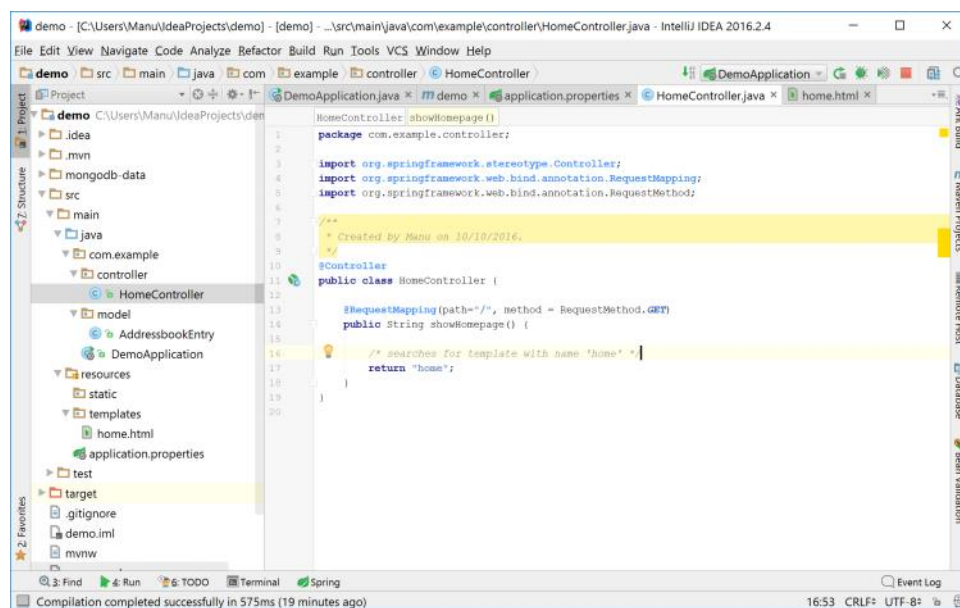 demo - [C:\Users\Manu\IdeaProjects\demo] - [demo] - ...\src\main\java\com\example\controller\HomeController.java - IntelliJ IDEA 2016.2.4
File Edit View Navigate Code Analyze Refactor Build Run Tools VCS Window Help
demo src main java com example controller HomeController DemoApplication
Project DemoApplication.java × m demo × application.properties × HomeController.java × home.html ×
1: Project
7: Structure
2: Favorites
demo C:\Users\Manu\IdeaProjects\den
.idea
.mvn
mongodb-data
src
main
java
com.example
controller
HomeController
model
AddressbookEntry
DemoApplication
resources
static
templates
home.html
application.properties
test
target
.gitignore
demo.iml
mvnw
HomeController showHomepage()
1 package com.example.controller;
2
3 import org.springframework.stereotype.Controller;
4 import org.springframework.web.bind.annotation.RequestMapping;
5 import org.springframework.web.bind.annotation.RequestMethod;
6
7 /**
8 * Created by Manu on 10/10/2016.
9 */
10 @Controller
11 public class HomeController {
12
13 @RequestMapping(path="/", method = RequestMethod.GET)
14 public String showHomepage() {
15
16 /* searches for template with name 'home' */
17 return "home";
18 }
19 }
20
Ant Build
m Maven Projects
Remote Host
Database
Bean Validation
3: Find 4: Run 6: TODO Terminal Spring Event Log
Compilation completed successfully in 575ms (19 minutes ago) 16:53 CRLF÷ UTF-8÷